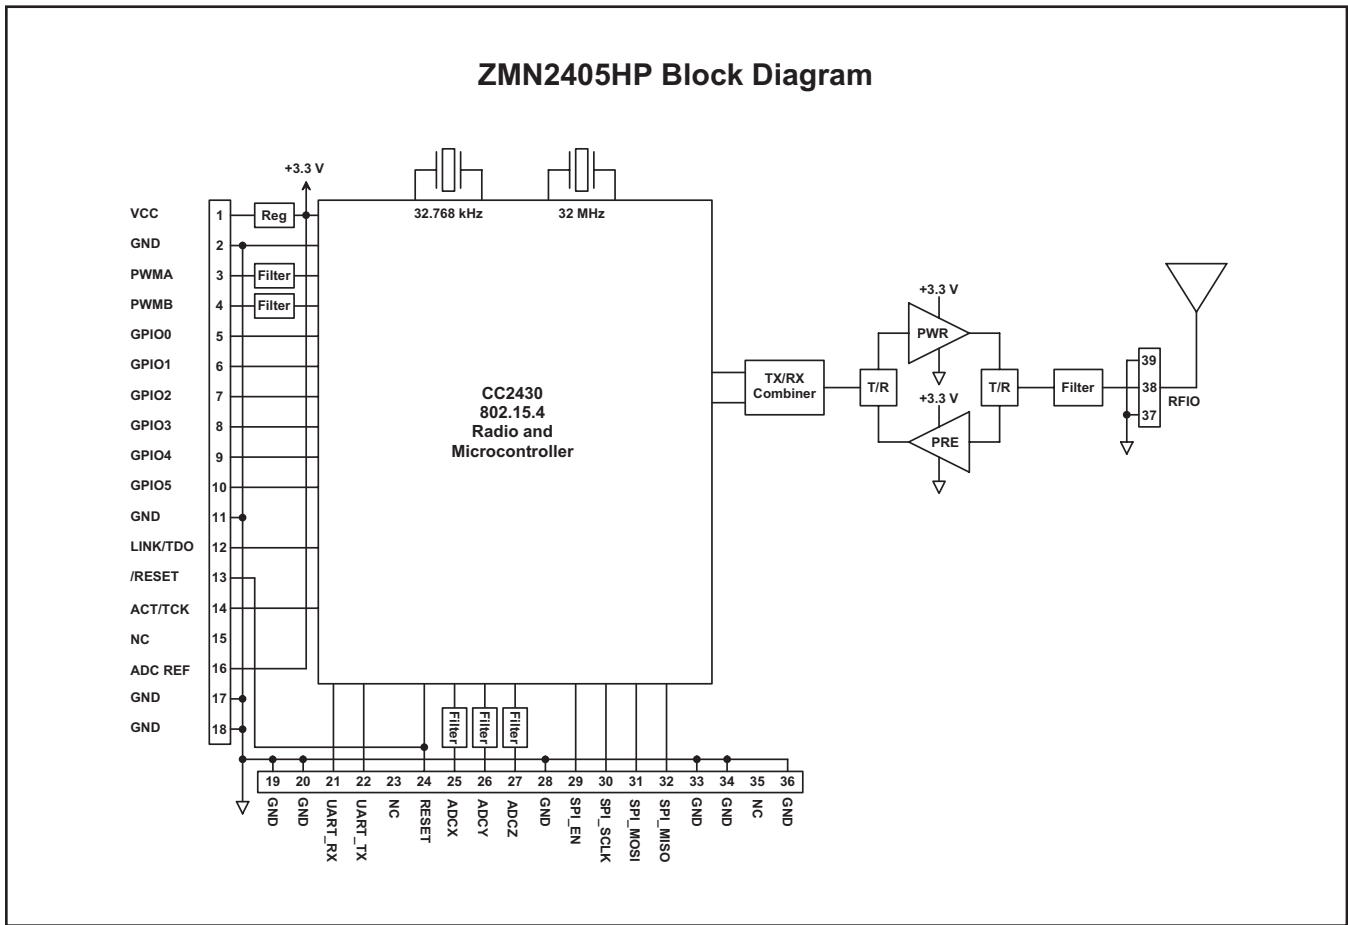 ZMN2405HP Block Diagram
+3.3 V
32.768 kHz
32 MHz
VCC 1 Reg
GND 2
PWMA 3 Filter
PWMB 4 Filter
GPIO0 5
GPIO1 6
GPIO2 7
GPIO3 8
GPIO4 9
GPIO5 10
GND 11
LINK/TDO 12
/RESET 13
ACT/TCK 14
NC 15
ADC REF 16
GND 17
GND 18
CC2430
802.15.4
Radio and
Microcontroller
TX/RX
Combiner
T/R
+3.3 V
PWR
+3.3 V
PRE
T/R
Filter
39
38
37
RFIO
Filter
Filter
Filter
19 20 21 22 23 24 25 26 27 28 29 30 31 32 33 34 35 36
GND
GND
UART_RX
UART_TX
NC
RESET
ADCX
ADCY
ADCZ
GND
SPI_EN
SPI_SCLK
SPI_MOSI
SPI_MISO
GND
GND
NC
GND